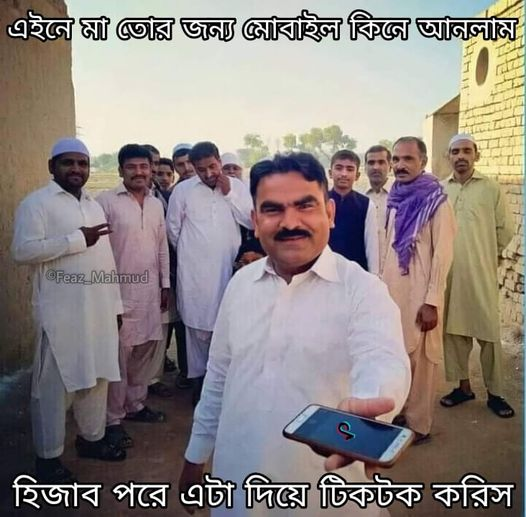 এইনে মা তোর জন্য মোবাইল কিনে আনলাম
©Feaz_Mahmud
হিজাব পরে এটা দিয়ে টিকটক করিস